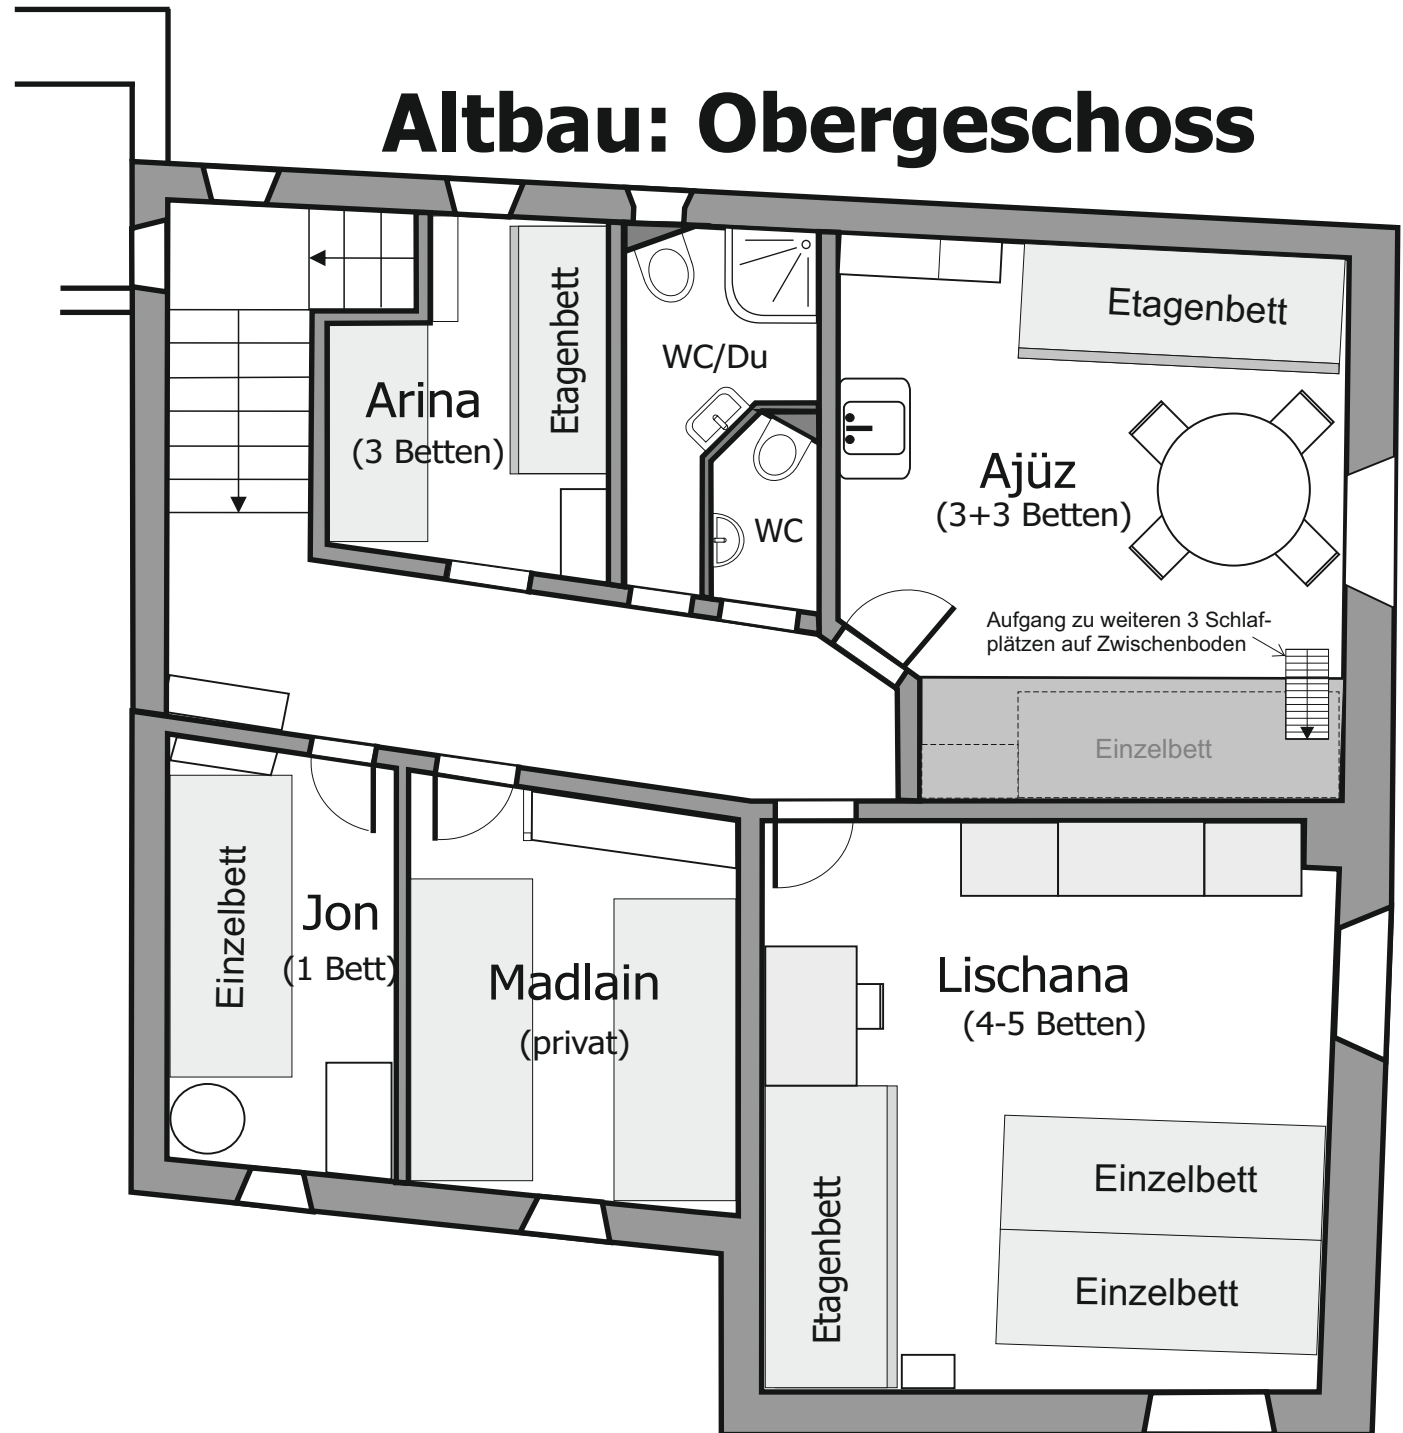 Altbau: Obergeschoss
Etagenbett
Etagenbett
WC/Du
Arina
(3 Betten)
WC
Ajüz
(3+3 Betten)
Aufgang zu weiteren 3 Schlaf-
plätzen auf Zwischenboden
Einzelbett
Einzelbett
Jon
(1 Bett)
Madlain
(privat)
Lischana
(4-5 Betten)
Etagenbett
Einzelbett
Einzelbett